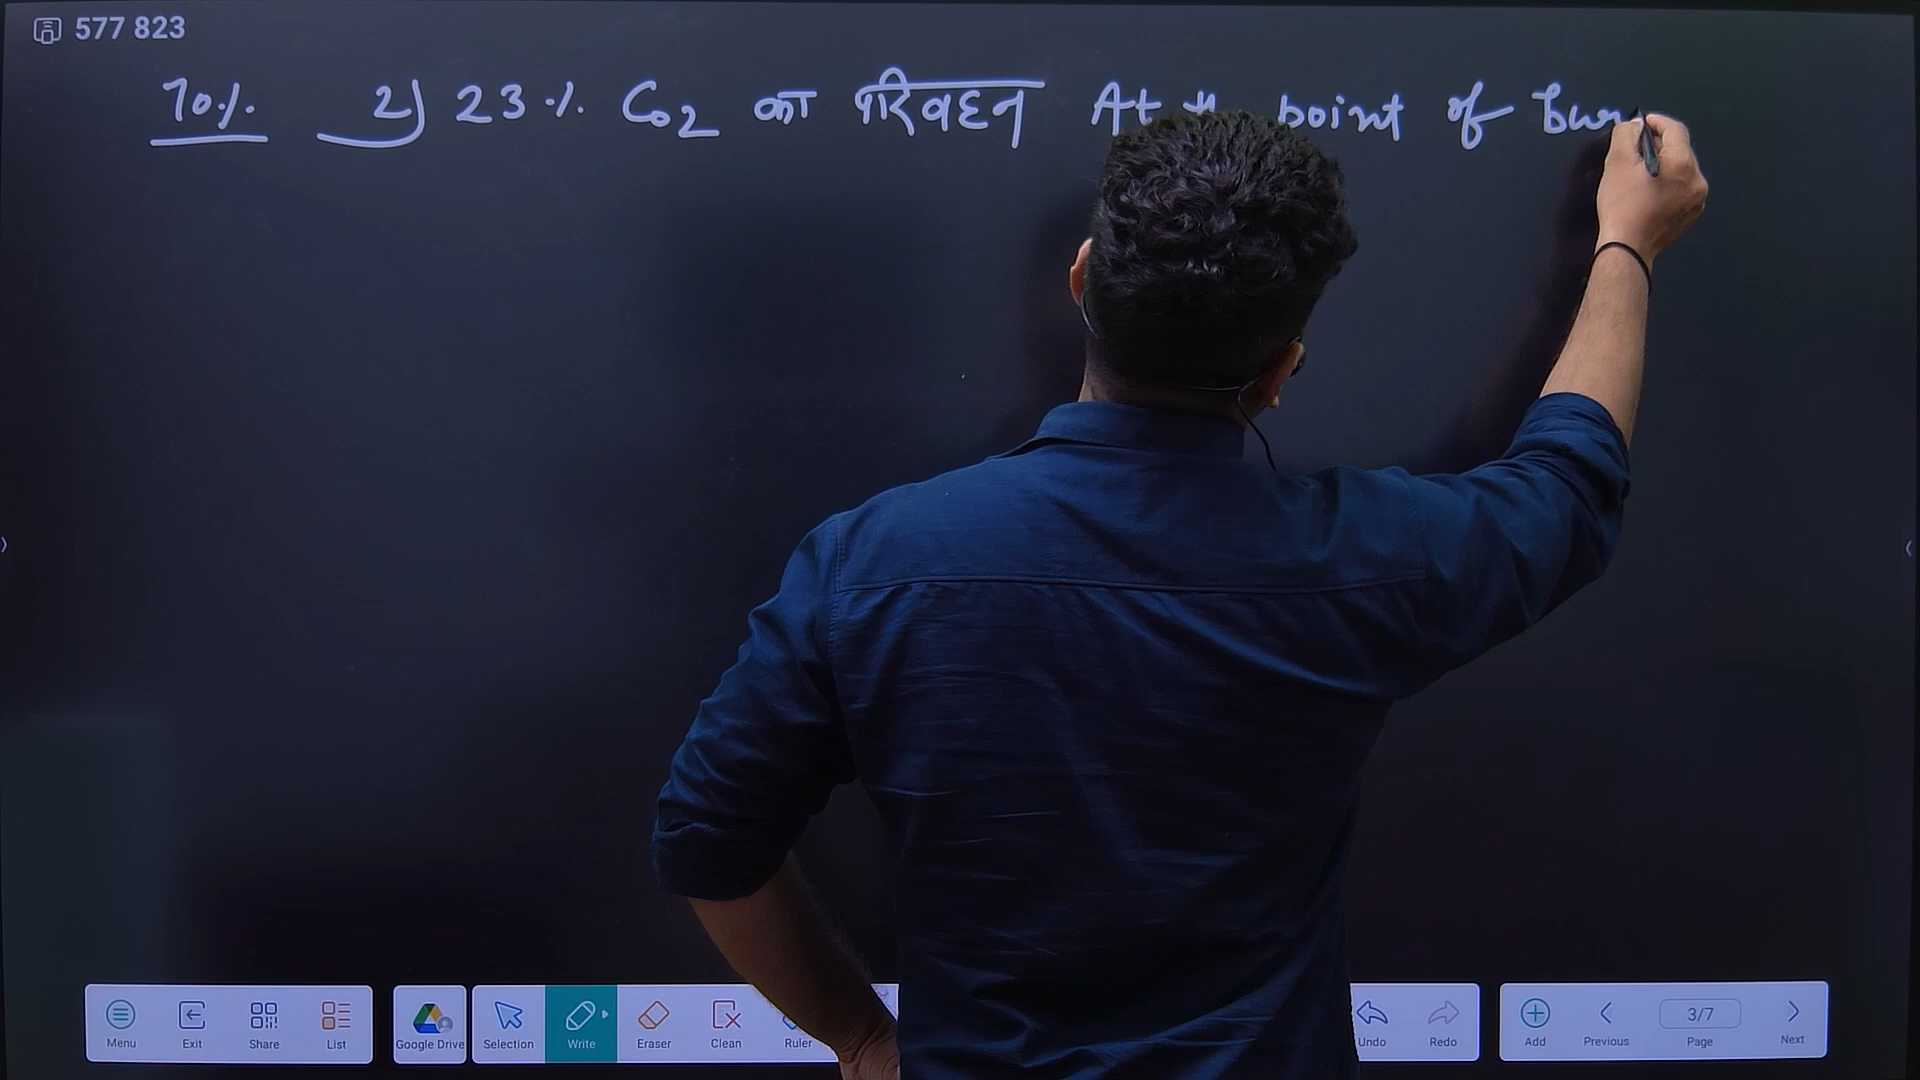 577 823
70% 2) 23% CO2 का परिवहन At point of
Menu Exit Share List Google Drive Selection Write Eraser Clean Ruler Undo Redo Add Previous 3/7 Page Next